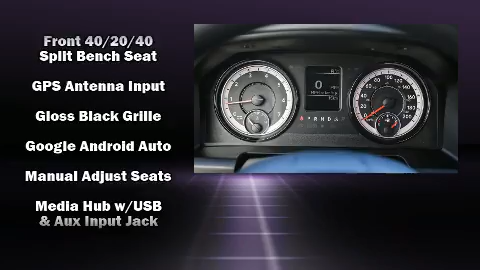 Front 40/20/40
Split Bench Seat
GPS Antenna Input
Gloss Black Grille
Google Android Auto
Manual Adjust Seats
Media Hub w/USB
& Aux Input Jack
0
P R N D